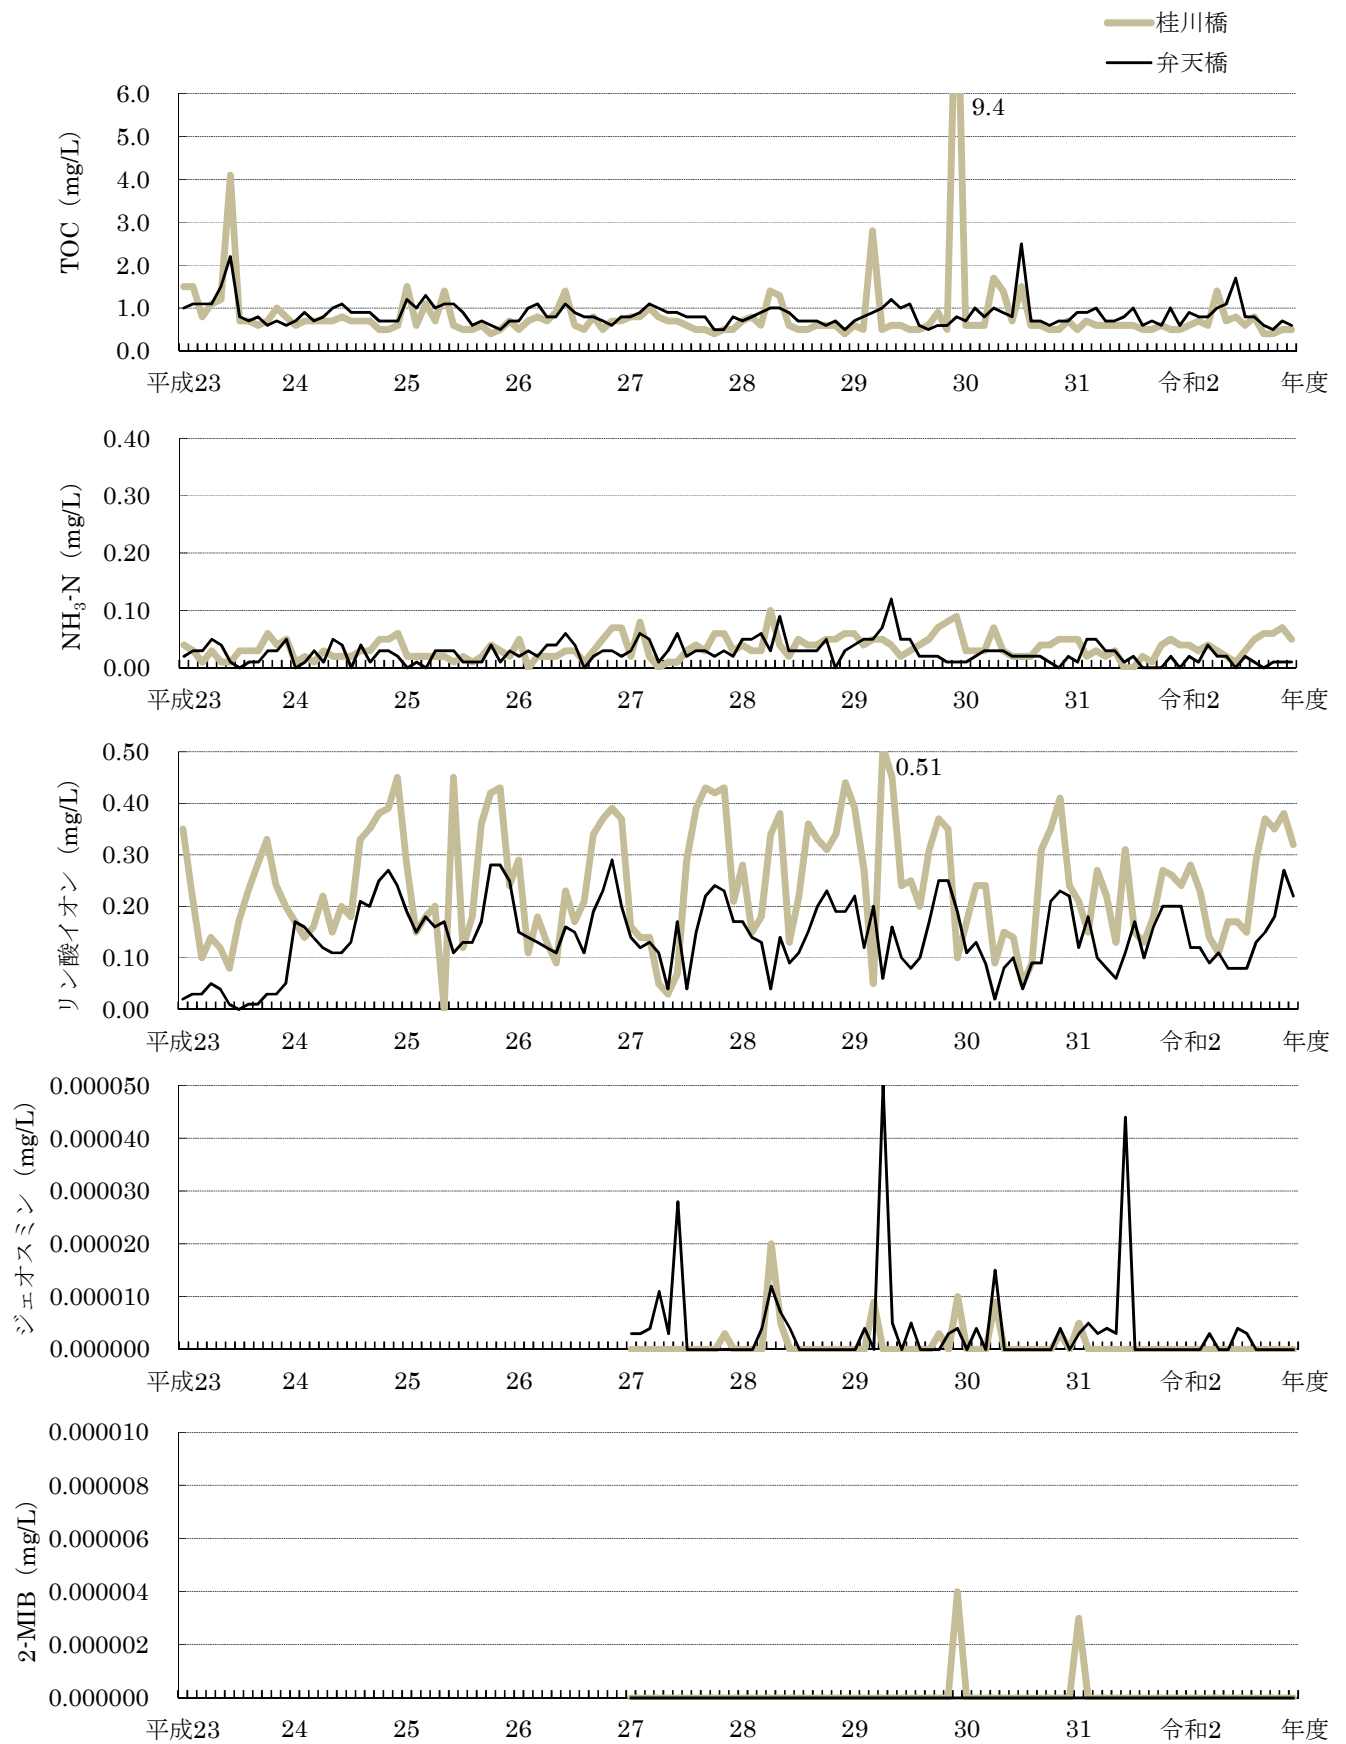 桂川橋
弁天橋
TOC（mg/L）
6.0
5.0
4.0
3.0
2.0
1.0
0.0
9.4
平成23 24 25 26 27 28 29 30 31 令和2 年度
NH₃-N（mg/L）
0.40
0.30
0.20
0.10
0.00
平成23 24 25 26 27 28 29 30 31 令和2 年度
リン酸イオン（mg/L）
0.50
0.40
0.30
0.20
0.10
0.00
0.51
平成23 24 25 26 27 28 29 30 31 令和2 年度
ジェオスミン（mg/L）
0.000050
0.000040
0.000030
0.000020
0.000010
0.000000
平成23 24 25 26 27 28 29 30 31 令和2 年度
2-MIB（mg/L）
0.000010
0.000008
0.000006
0.000004
0.000002
0.000000
平成23 24 25 26 27 28 29 30 31 令和2 年度